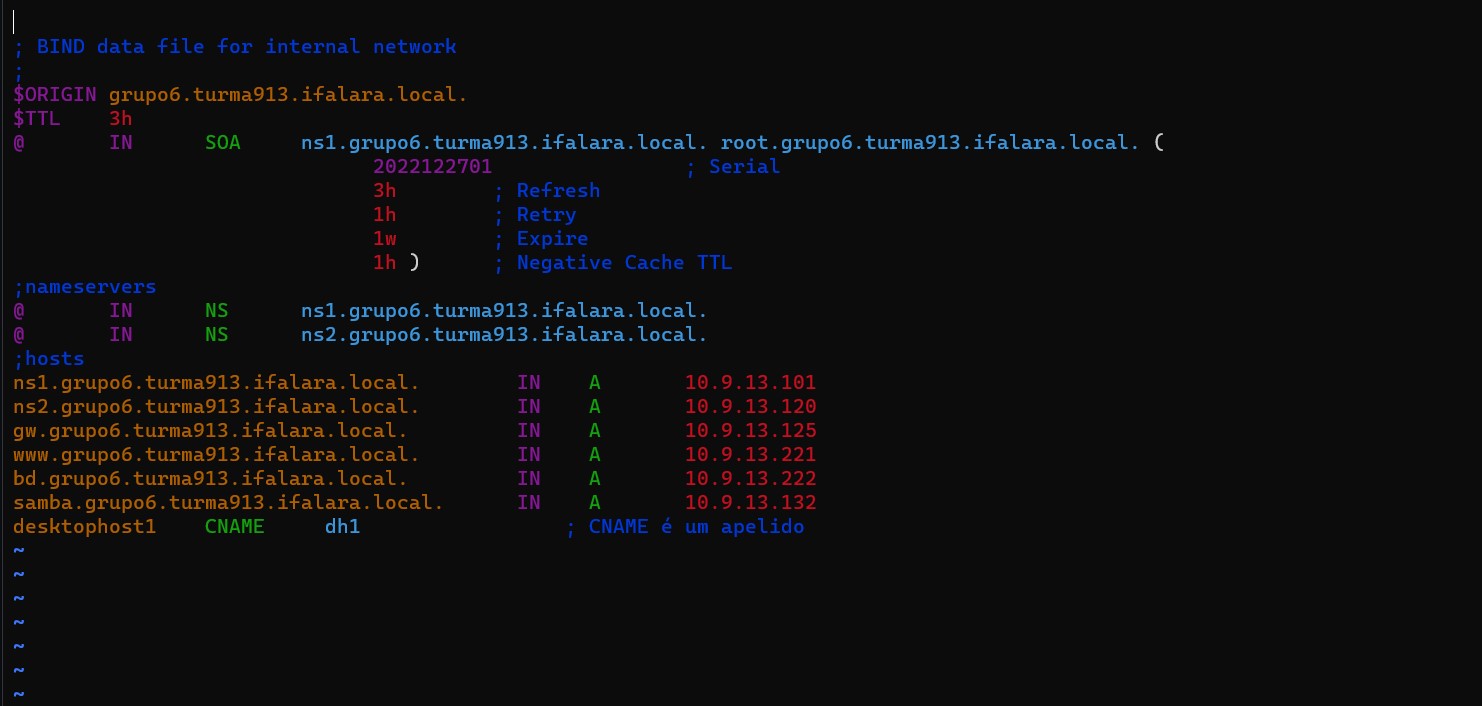 ; BIND data file for internal network
;
$ORIGIN grupo6.turma913.ifalara.local.
$TTL    3h
@       IN      SOA     ns1.grupo6.turma913.ifalara.local. root.grupo6.turma913.ifalara.local. (
                              2022122701                ; Serial
                              3h        ; Refresh
                              1h        ; Retry
                              1w        ; Expire
                              1h )      ; Negative Cache TTL
;nameservers
@       IN      NS      ns1.grupo6.turma913.ifalara.local.
@       IN      NS      ns2.grupo6.turma913.ifalara.local.
;hosts
ns1.grupo6.turma913.ifalara.local.        IN    A       10.9.13.101
ns2.grupo6.turma913.ifalara.local.        IN    A       10.9.13.120
gw.grupo6.turma913.ifalara.local.         IN    A       10.9.13.125
www.grupo6.turma913.ifalara.local.        IN    A       10.9.13.221
bd.grupo6.turma913.ifalara.local.         IN    A       10.9.13.222
samba.grupo6.turma913.ifalara.local.      IN    A       10.9.13.132
desktophost1    CNAME     dh1                 ; CNAME é um apelido
~
~
~
~
~
~
~